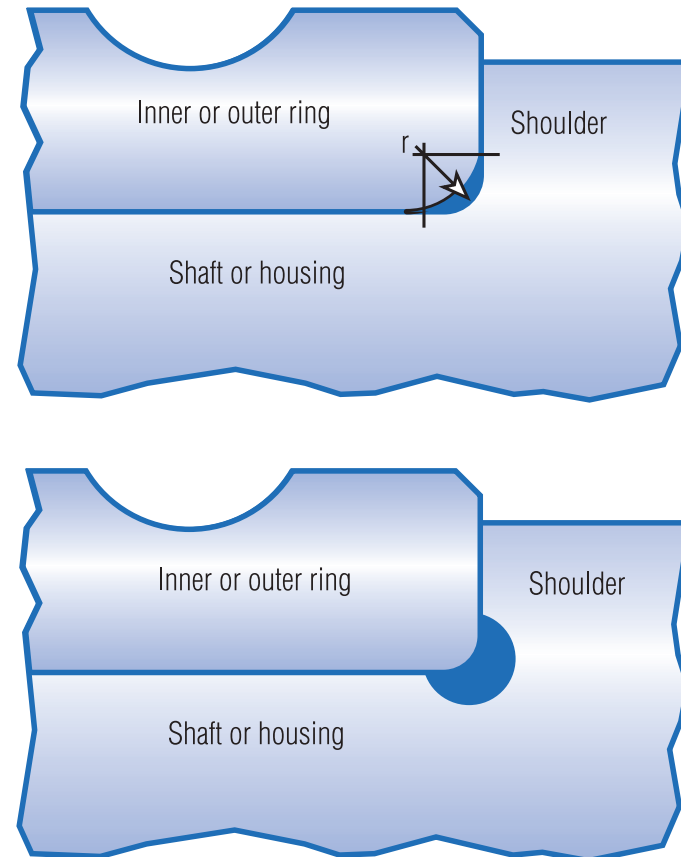 Inner or outer ring
Shoulder
r
Shaft or housing
Inner or outer ring
Shoulder
Shaft or housing